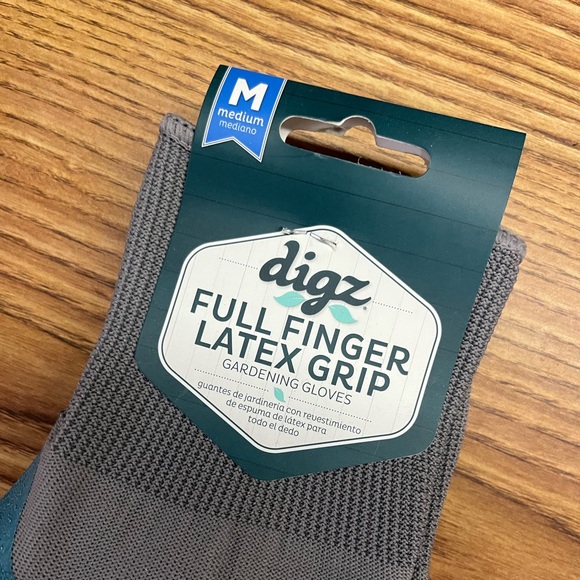 M
medium
mediano
digz
FULL FINGER
LATEX GRIP
GARDENING GLOVES
guantes de jardinería con revestimiento
de espuma de látex para
todo el dedo